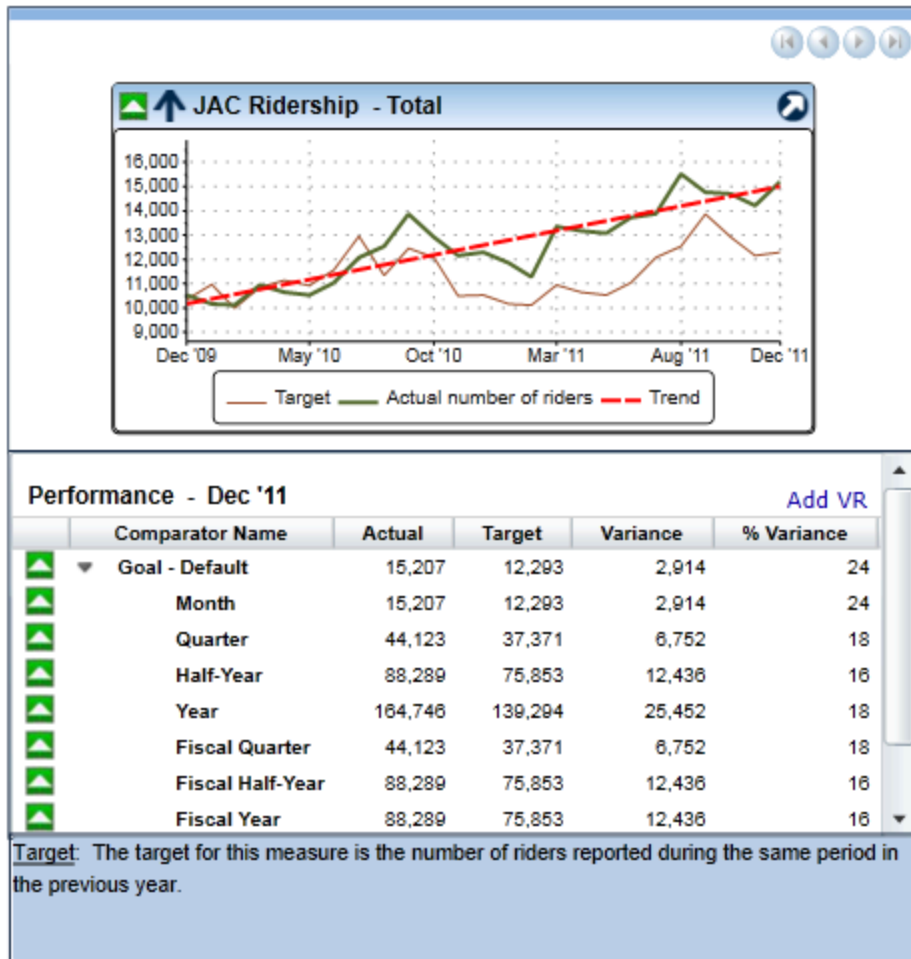 JAC Ridership - Total
16,000
15,000
14,000
13,000
12,000
11,000
10,000
9,000
Dec '09 May '10 Oct '10 Mar '11 Aug '11 Dec '11
Target Actual number of riders Trend
Performance - Dec '11
Add VR
Comparator Name Actual Target Variance % Variance
Goal - Default 15,207 12,293 2,914 24
Month 15,207 12,293 2,914 24
Quarter 44,123 37,371 6,752 18
Half-Year 88,289 75,853 12,436 16
Year 164,746 139,294 25,452 18
Fiscal Quarter 44,123 37,371 6,752 18
Fiscal Half-Year 88,289 75,853 12,436 16
Fiscal Year 88,289 75,853 12,436 16
Target: The target for this measure is the number of riders reported during the same period in
the previous year.